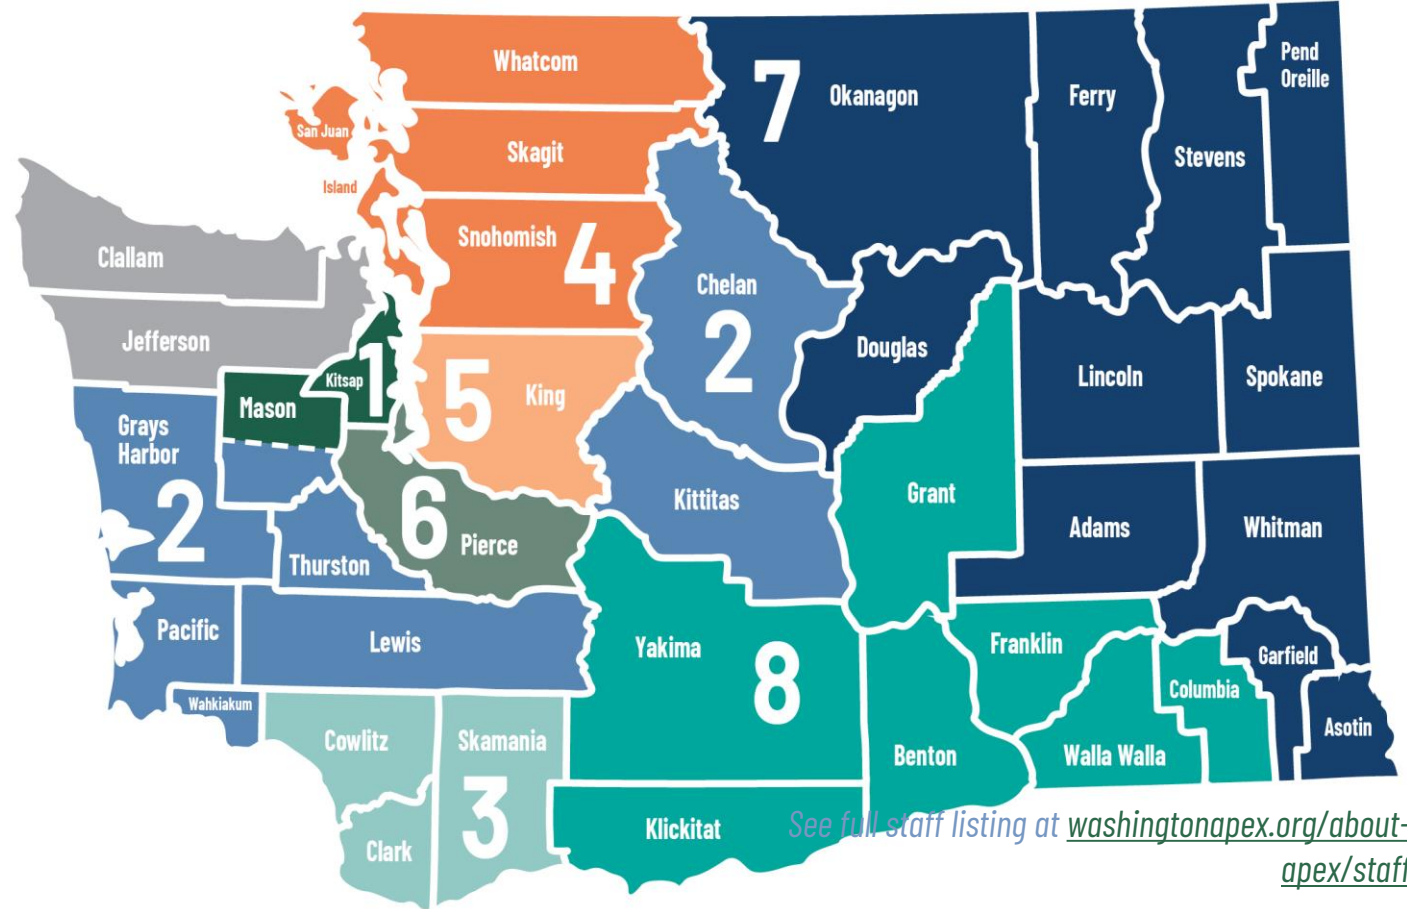 Whatcom
7
Okanagon
Ferry
Pend
Oreille
San Juan
Skagit
Stevens
Island
Snohomish
4
Clallam
Chelan
2
Jefferson
Douglas
Kitsap
1
5
King
Lincoln
Spokane
Mason
Grays
Harbor
2
Kittitas
Grant
6
Pierce
Adams
Whitman
Thurston
Pacific
Lewis
Yakima
8
Franklin
Garfield
Columbia
Wahkiakum
Cowlitz
Skamania
3
Benton
Walla Walla
Asotin
Clark
Klickitat
See full staff listing at washingtonapex.org/about-
apex/staff